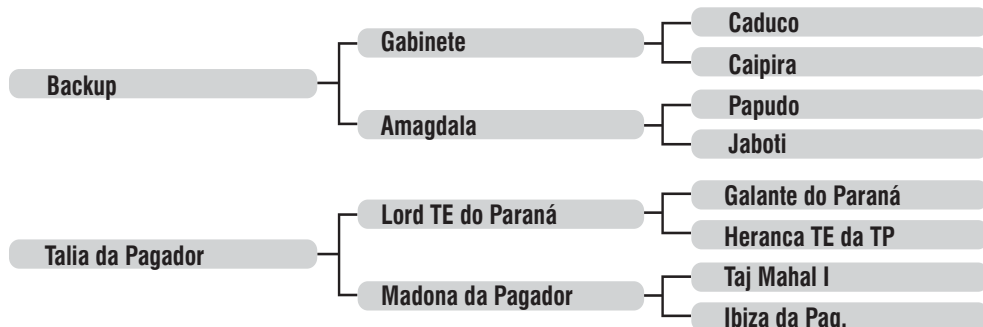 Backup
Gabinete
Caduco
Caipira
Amagdala
Papudo
Jaboti
Talia da Pagador
Lord TE do Paraná
Galante do Paraná
Heranca TE da TP
Madona da Pagador
Taj Mahal I
Ibiza da Pag.